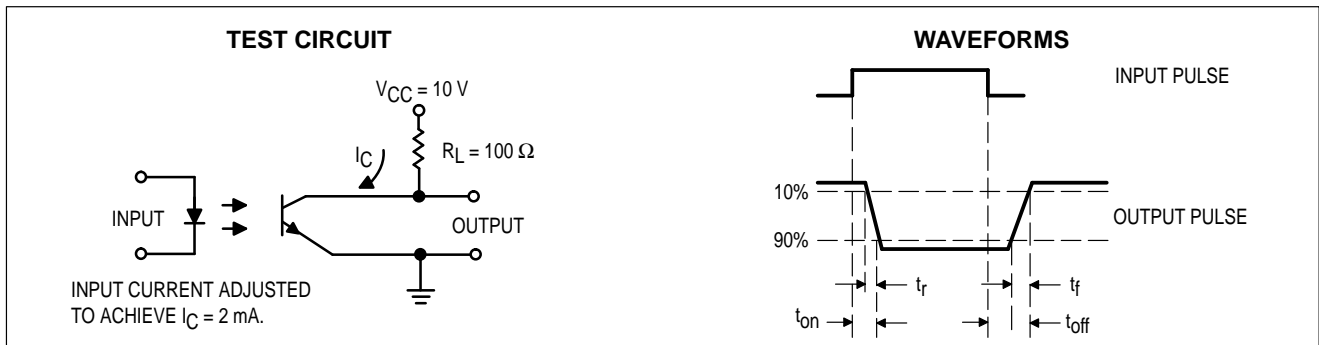 TEST CIRCUIT
VCC = 10 V
IC
RL = 100 Ω
INPUT
OUTPUT
INPUT CURRENT ADJUSTED
TO ACHIEVE IC = 2 mA.
WAVEFORMS
INPUT PULSE
10%
OUTPUT PULSE
90%
tr
tf
ton
toff